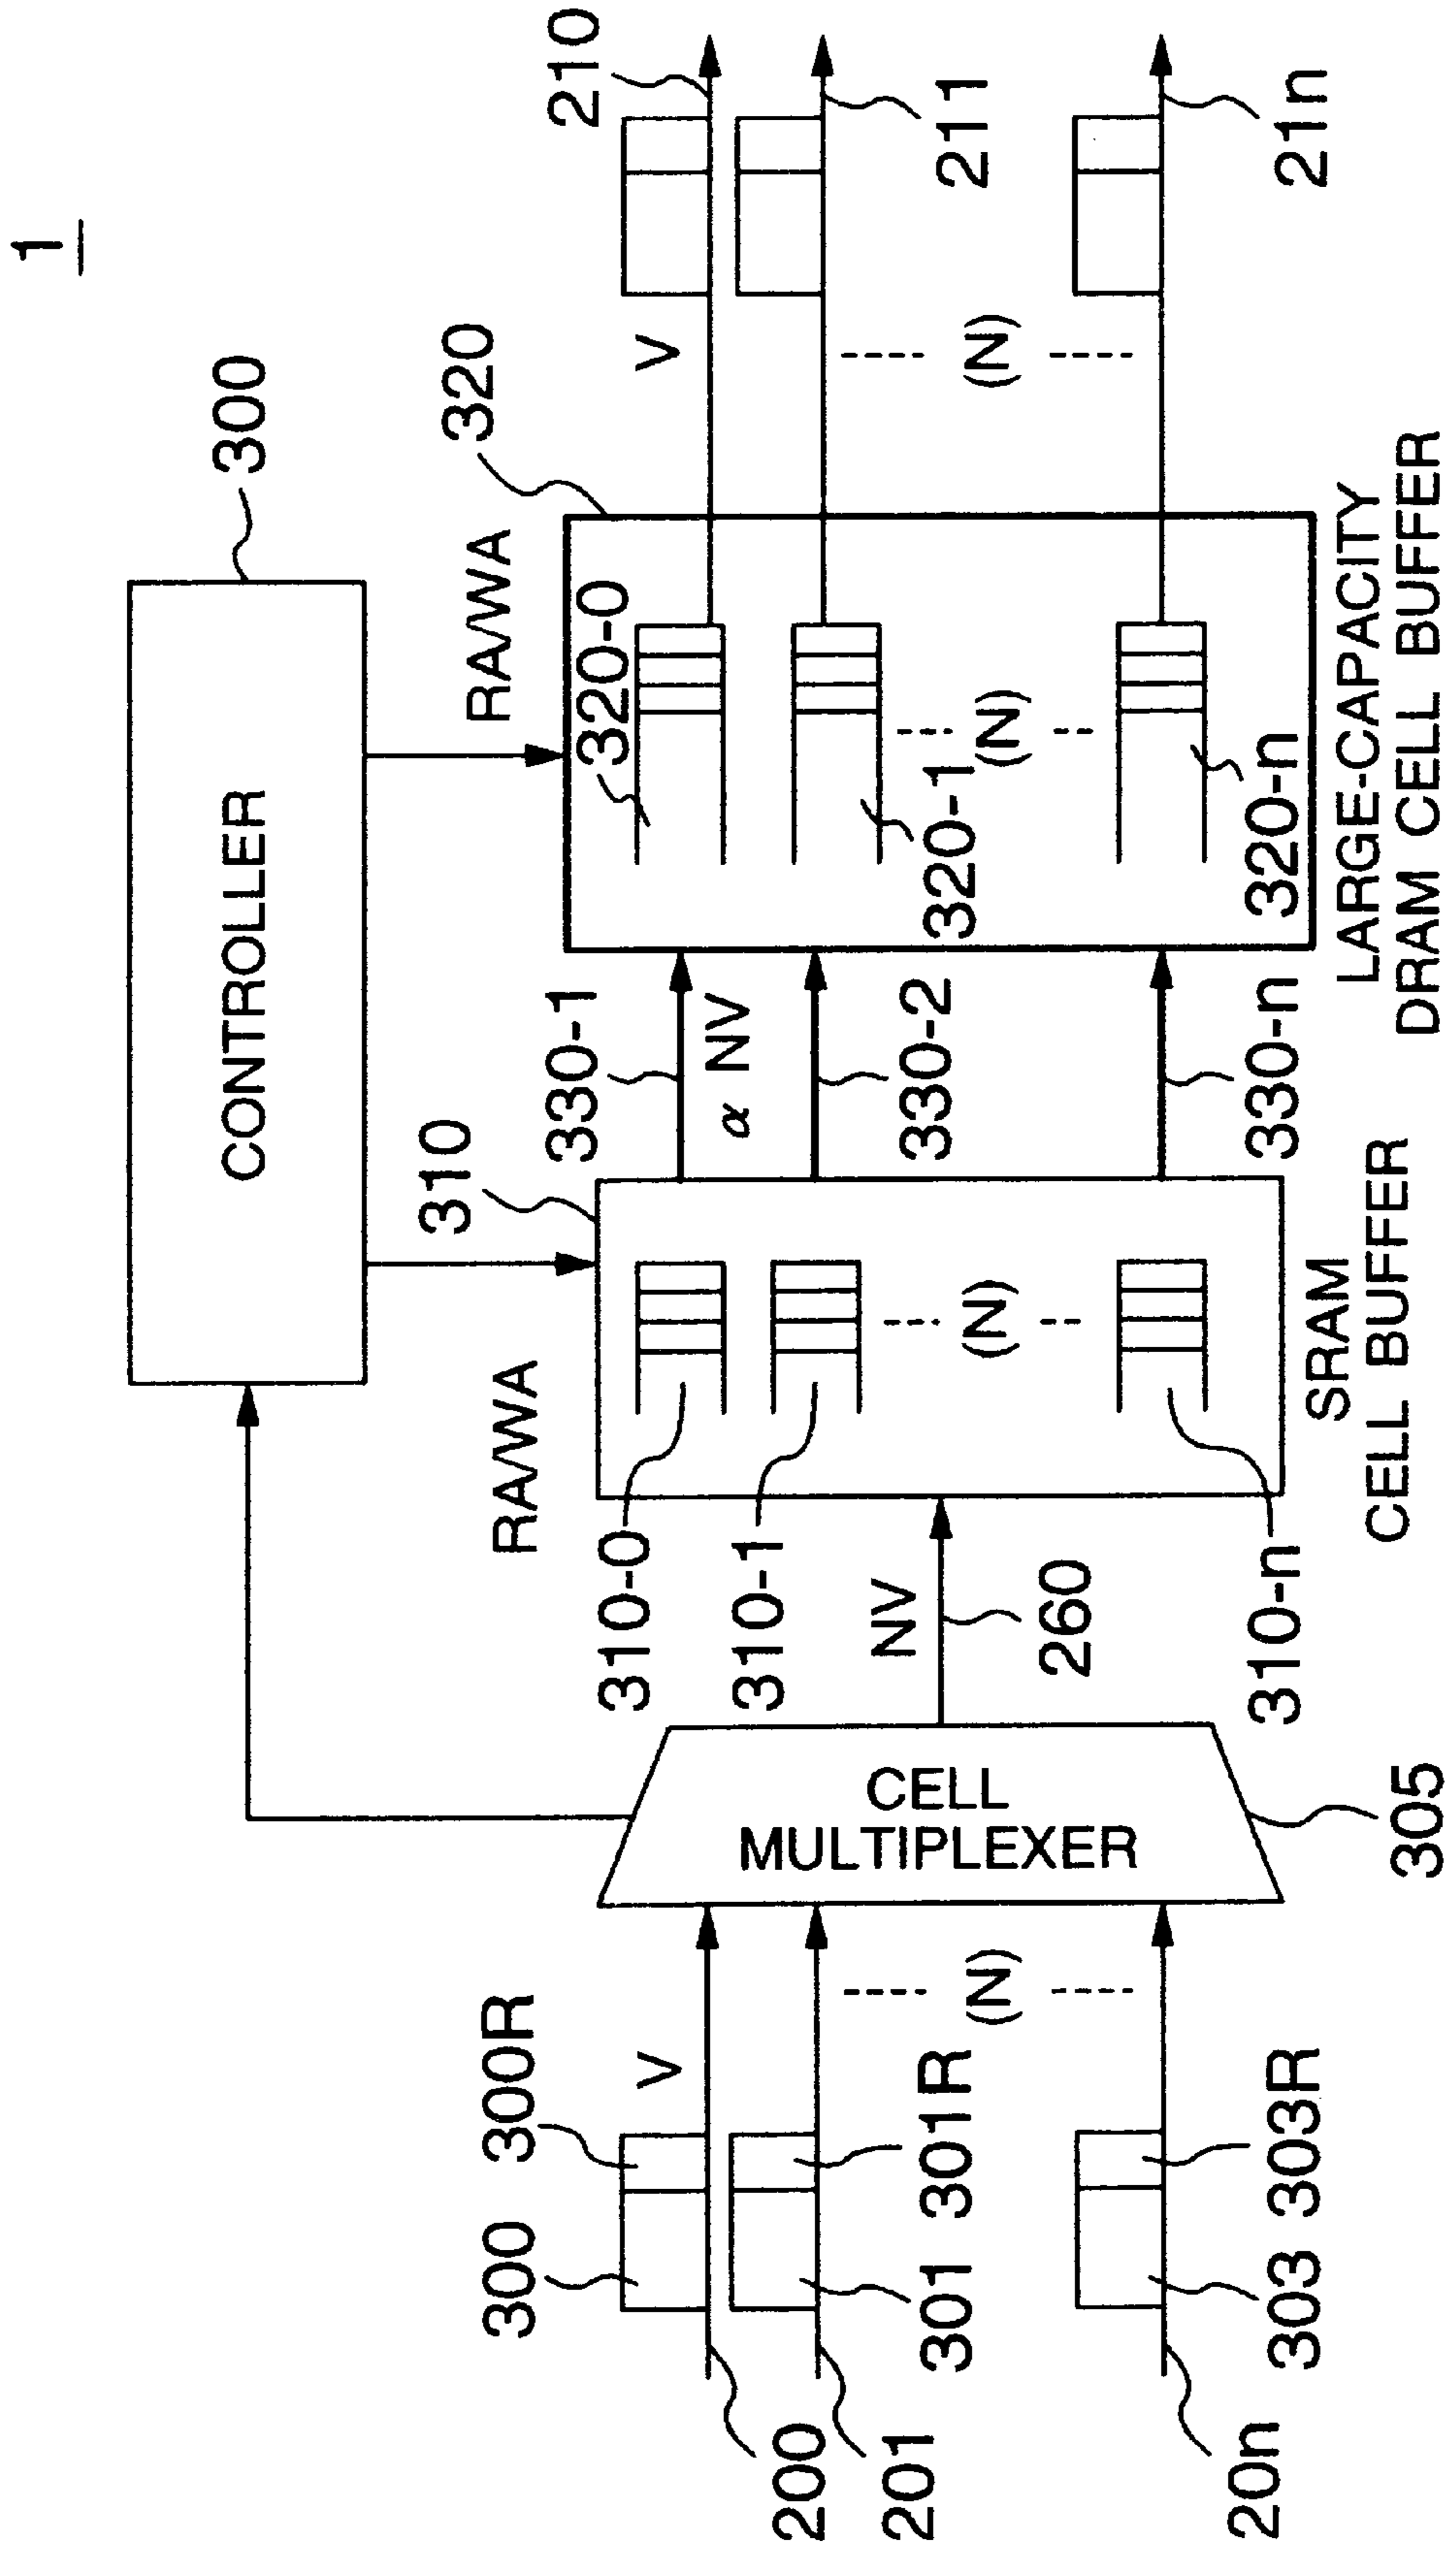 1
300
CONTROLLER
310
320
RA/WA
RA/WA
300
300R
V
200
301
301R
201
(N)
303
303R
20n
CELL
MULTIPLEXER
305
NV
260
310-0
310-1
(N)
310-n
SRAM
CELL BUFFER
330-1
α NV
330-2
330-n
320-0
320-1
(N)
320-n
LARGE-CAPACITY
DRAM CELL BUFFER
V
210
211
(N)
21n